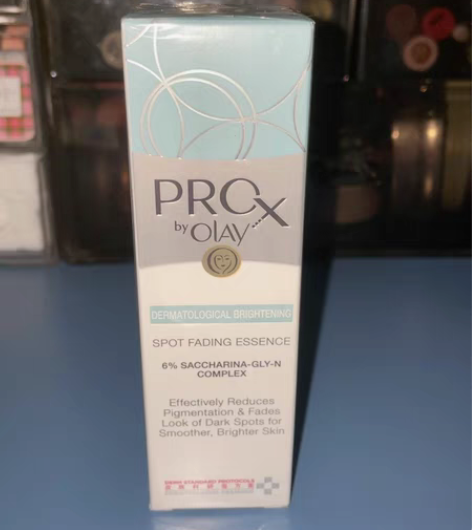 PROX
by OLAY
DERMATOLOGICAL BRIGHTENING
SPOT FADING ESSENCE
6% SACCHARINA-GLY-N
COMPLEX
Effectively Reduces
Pigmentation & Fades
Look of Dark Spots for
Smoother, Brighter Skin